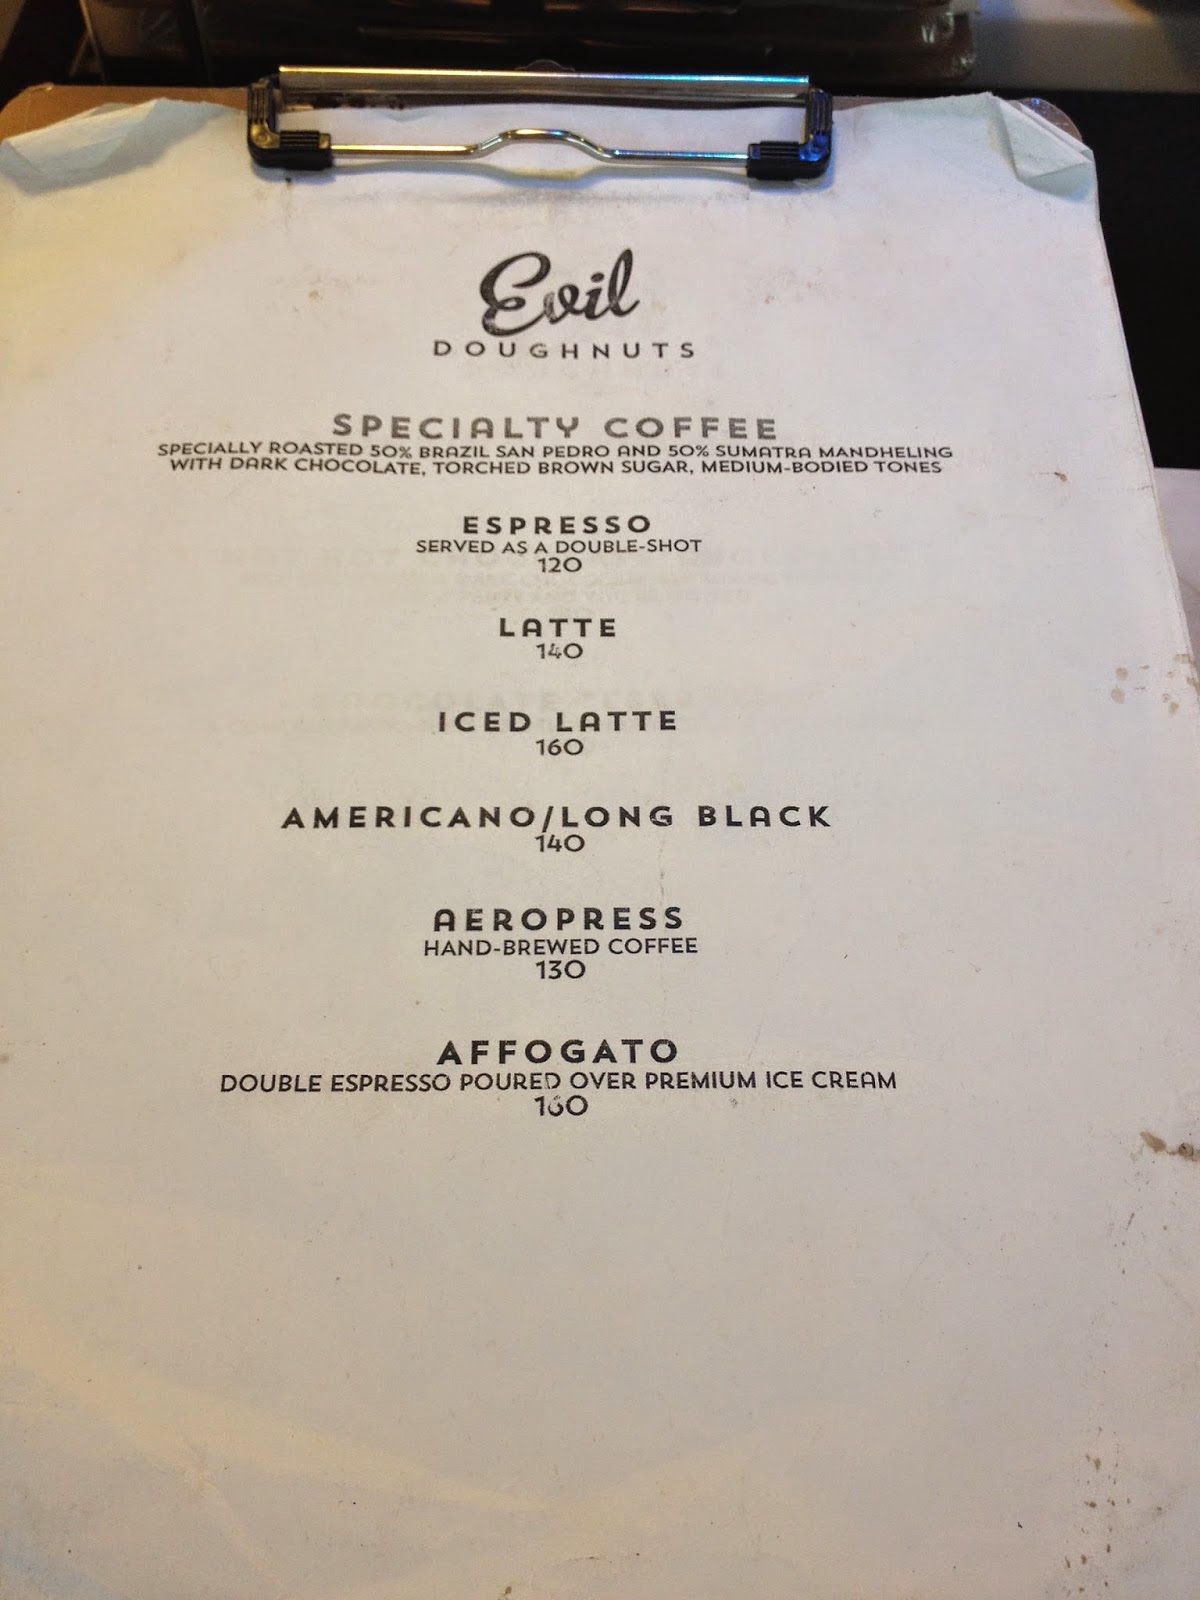 Evil
DOUGHNUTS
SPECIALTY COFFEE
SPECIALLY ROASTED 50% BRAZIL SAN PEDRO AND 50% SUMATRA MANDHELING
WITH DARK CHOCOLATE, TORCHED BROWN SUGAR, MEDIUM-BODIED TONES
ESPRESSO
SERVED AS A DOUBLE-SHOT
120
LATTE
140
ICED LATTE
160
AMERICANO/LONG BLACK
140
AEROPRESS
HAND-BREWED COFFEE
130
AFFOGATO
DOUBLE ESPRESSO POURED OVER PREMIUM ICE CREAM
160